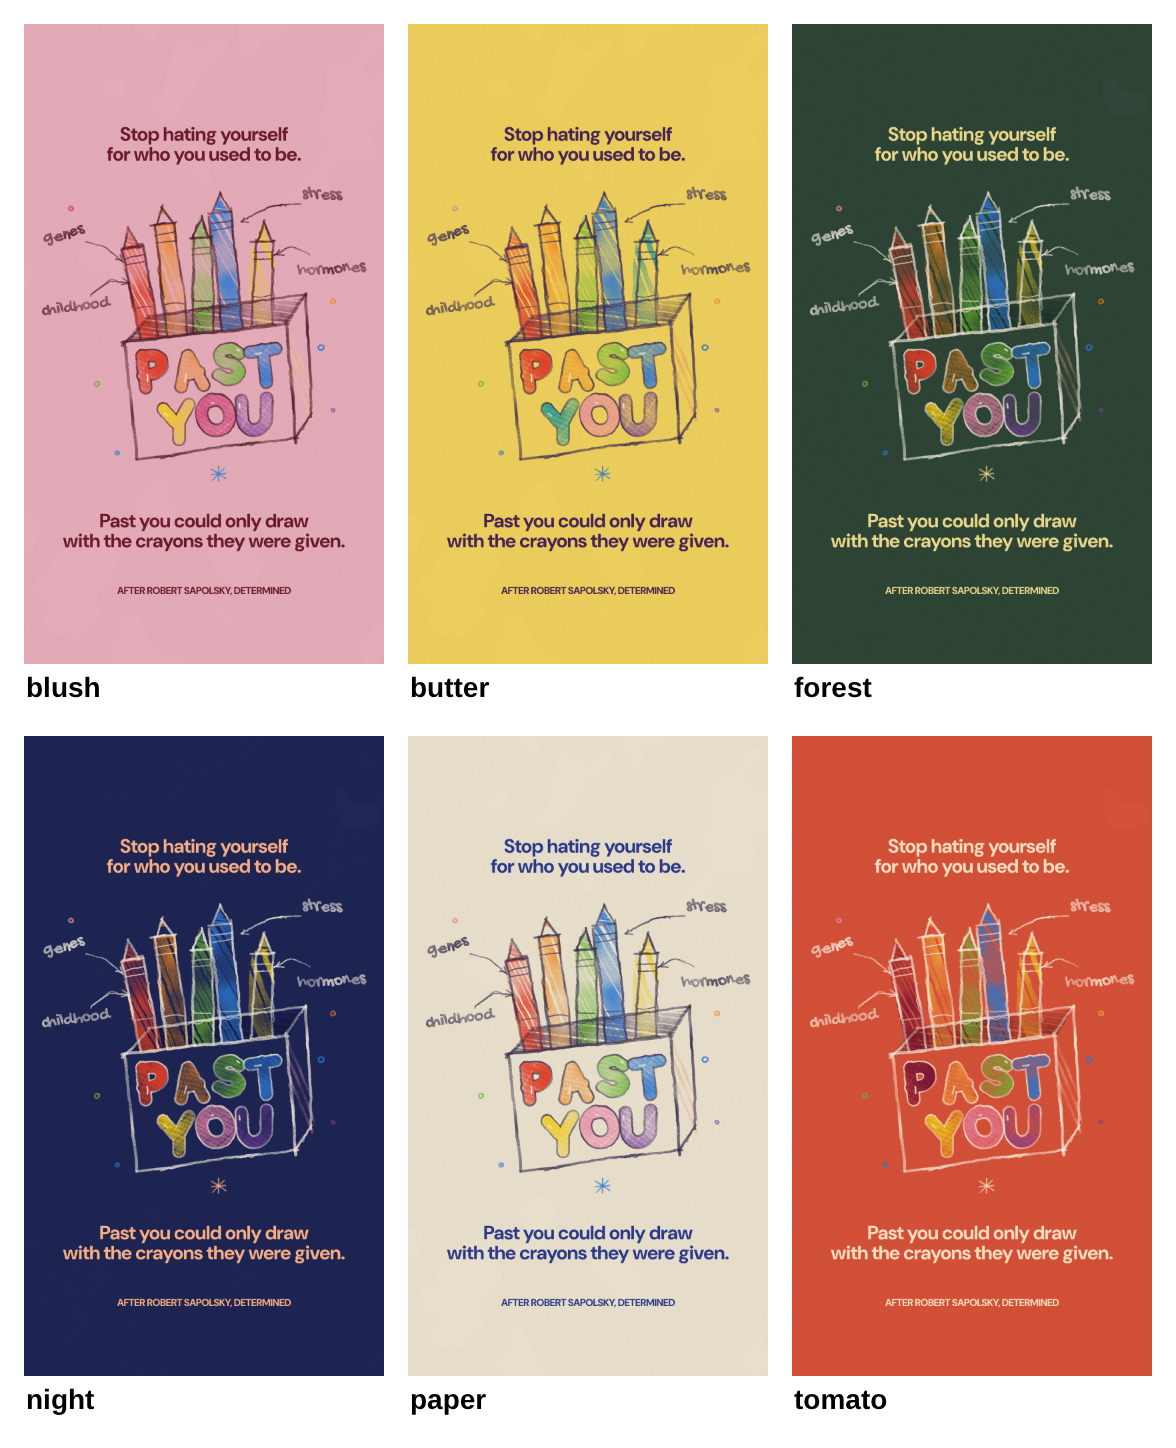 Stop hating yourself
for who you used to be.
stress
genes
hormones
childhood
PAST
YOU
Past you could only draw
with the crayons they were given.
AFTER ROBERT SAPOLSKY, DETERMINED
blush
Stop hating yourself
for who you used to be.
stress
genes
hormones
childhood
PAST
YOU
Past you could only draw
with the crayons they were given.
AFTER ROBERT SAPOLSKY, DETERMINED
butter
Stop hating yourself
for who you used to be.
stress
genes
hormones
childhood
PAST
YOU
Past you could only draw
with the crayons they were given.
AFTER ROBERT SAPOLSKY, DETERMINED
forest
Stop hating yourself
for who you used to be.
stress
genes
hormones
childhood
PAST
YOU
Past you could only draw
with the crayons they were given.
AFTER ROBERT SAPOLSKY, DETERMINED
night
Stop hating yourself
for who you used to be.
stress
genes
hormones
childhood
PAST
YOU
Past you could only draw
with the crayons they were given.
AFTER ROBERT SAPOLSKY, DETERMINED
paper
Stop hating yourself
for who you used to be.
stress
genes
hormones
childhood
PAST
YOU
Past you could only draw
with the crayons they were given.
AFTER ROBERT SAPOLSKY, DETERMINED
tomato